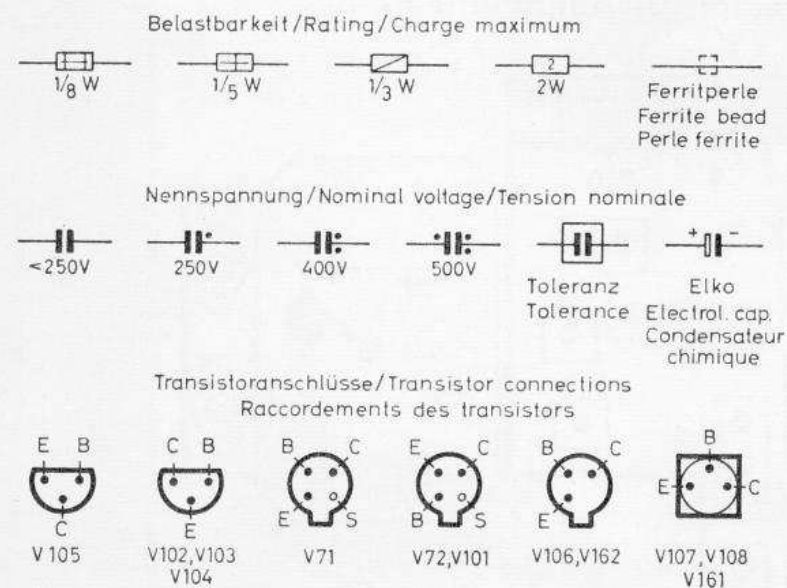 Belastbarkeit/Rating/Charge maximum
1/8 W
1/5 W
1/3 W
2
2W
Ferritperle
Ferrite bead
Perle ferrite
Nennspannung/Nominal voltage/Tension nominale
<250V
250V
400V
500V
Toleranz
Tolerance
+ -
Elko
Electrol. cap.
Condensateur
chimique
Transistoranschlüsse/Transistor connections
Raccordements des transistors
E B
C
V 105
C B
E
V102,V103
V104
B C
E S
V71
E C
B S
V72,V101
B C
E
V106,V162
B
E C
V107,V108
V161